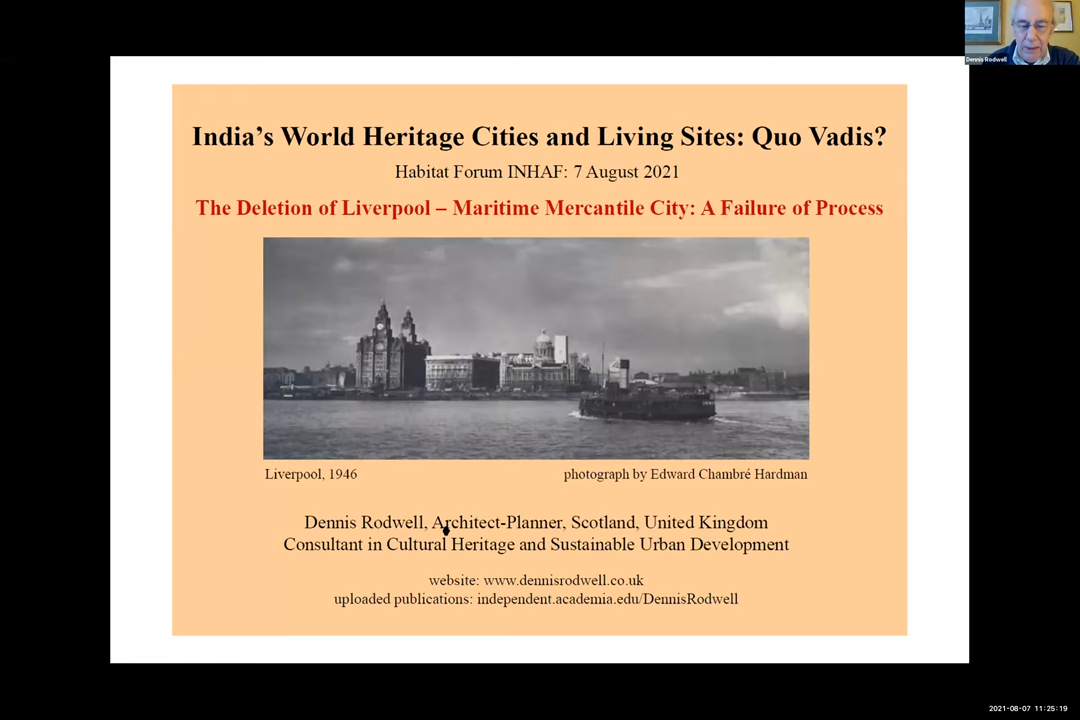 Dennis Rodwell
India's World Heritage Cities and Living Sites: Quo Vadis?
Habitat Forum INHAF: 7 August 2021
The Deletion of Liverpool – Maritime Mercantile City: A Failure of Process
Liverpool, 1946
photograph by Edward Chambré Hardman
Dennis Rodwell, Architect-Planner, Scotland, United Kingdom
Consultant in Cultural Heritage and Sustainable Urban Development
website: www.dennisrodwell.co.uk
uploaded publications: independent.academia.edu/DennisRodwell
2021-08-07 11:25:19